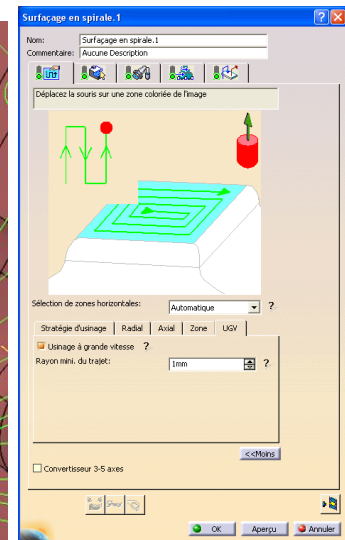 Surfaçage en spirale.1
Nom: Surfaçage en spirale.1
Commentaire: Aucune Description
Déplacez la souris sur une zone coloriée de l'image
Sélection de zones horizontales: Automatique ?
Stratégie d'usinage Radial Axial Zone UGV
Usinage à grande vitesse ?
Rayon mini. du trajet: 1mm ?
<<Moins
Convertisseur 3-5 axes
OK Aperçu Annuler